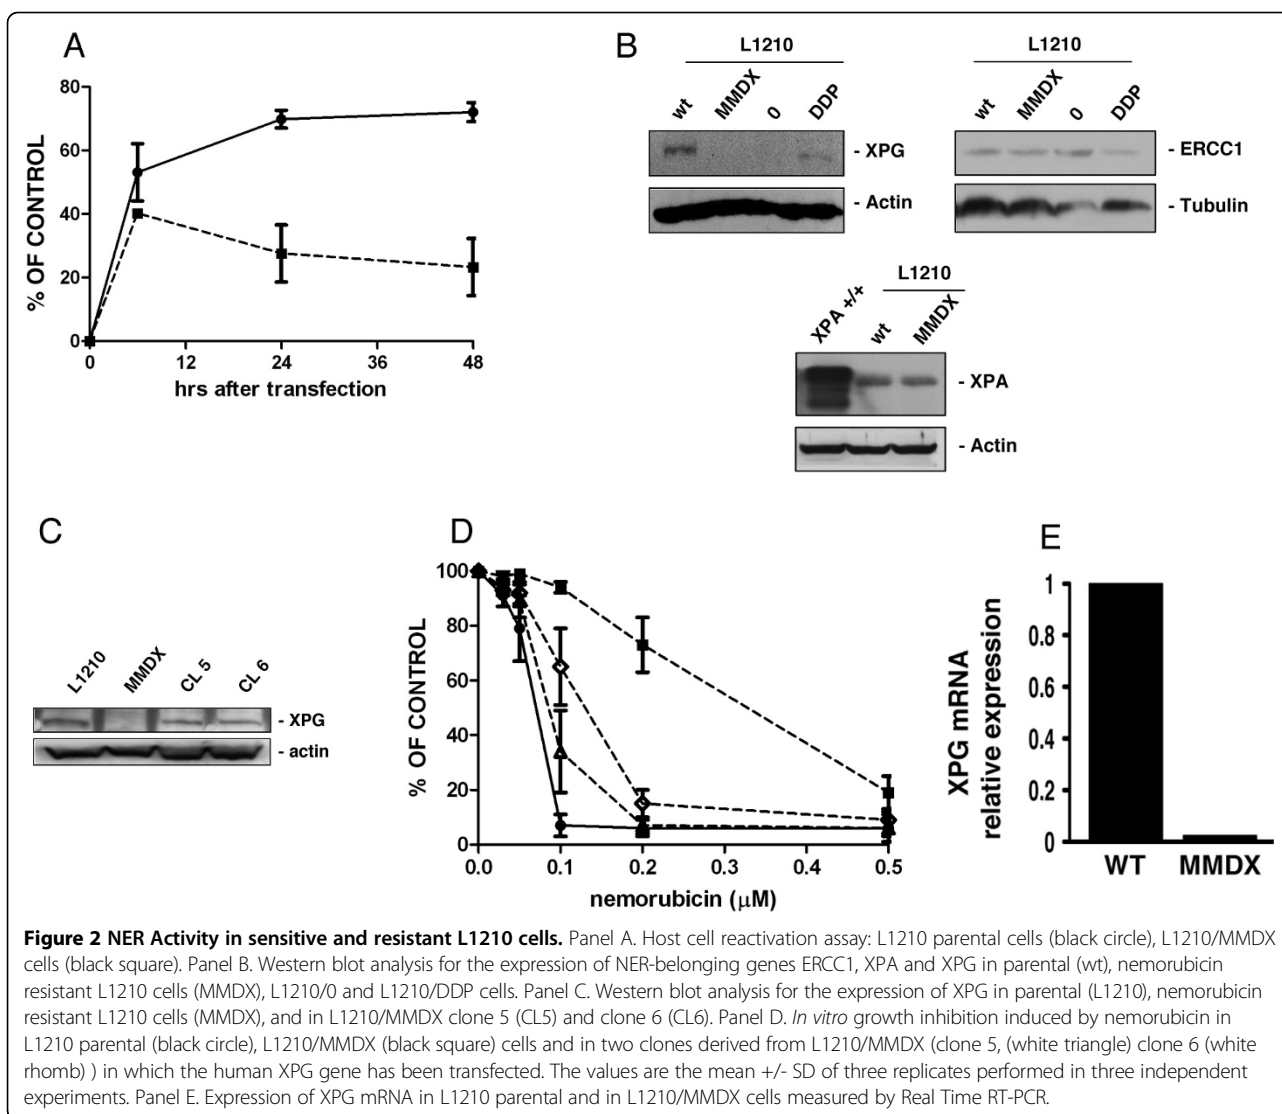 A
% OF CONTROL
80
60
40
20
0
0 12 24 36 48
hrs after transfection
B
L1210
wt MMDX 0 DDP
- XPG
- Actin
L1210
wt MMDX 0 DDP
- ERCC1
- Tubulin
L1210
XPA +/+ wt MMDX
- XPA
- Actin
C
L1210 MMDX CL 5 CL 6
- XPG
- actin
D
% OF CONTROL
100
80
60
40
20
0
0.0 0.1 0.2 0.3 0.4 0.5
nemorubicin (μM)
E
XPG mRNA
relative expression
1
0.8
0.6
0.4
0.2
0
WT MMDX
Figure 2 NER Activity in sensitive and resistant L1210 cells. Panel A. Host cell reactivation assay: L1210 parental cells (black circle), L1210/MMDX
cells (black square). Panel B. Western blot analysis for the expression of NER-belonging genes ERCC1, XPA and XPG in parental (wt), nemorubicin
resistant L1210 cells (MMDX), L1210/0 and L1210/DDP cells. Panel C. Western blot analysis for the expression of XPG in parental (L1210), nemorubicin
resistant L1210 cells (MMDX), and in L1210/MMDX clone 5 (CL5) and clone 6 (CL6). Panel D. In vitro growth inhibition induced by nemorubicin in
L1210 parental (black circle), L1210/MMDX (black square) cells and in two clones derived from L1210/MMDX (clone 5, (white triangle) clone 6 (white
rhomb) ) in which the human XPG gene has been transfected. The values are the mean +/- SD of three replicates performed in three independent
experiments. Panel E. Expression of XPG mRNA in L1210 parental and in L1210/MMDX cells measured by Real Time RT-PCR.